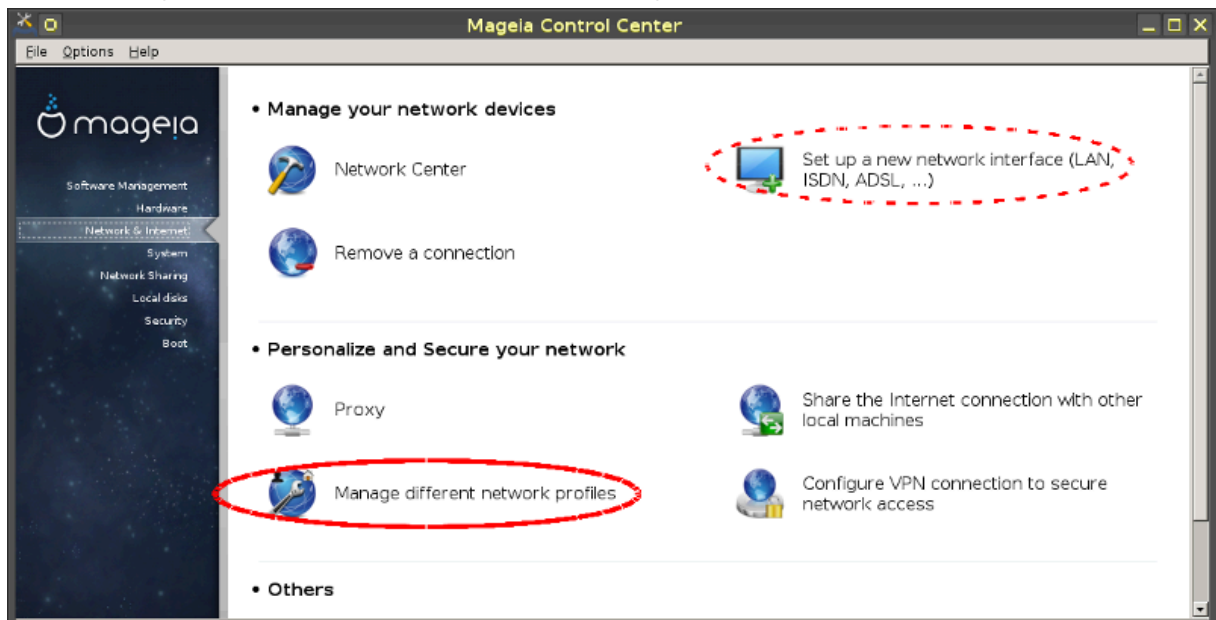 Mageia Control Center
File Options Help
mageia
Software Management
Hardware
Network & Internet
System
Network Sharing
Local disks
Security
Boot
• Manage your network devices
Network Center
Set up a new network interface (LAN,
ISDN, ADSL, ...)
Remove a connection
• Personalize and Secure your network
Proxy
Share the Internet connection with other
local machines
Manage different network profiles
Configure VPN connection to secure
network access
• Others